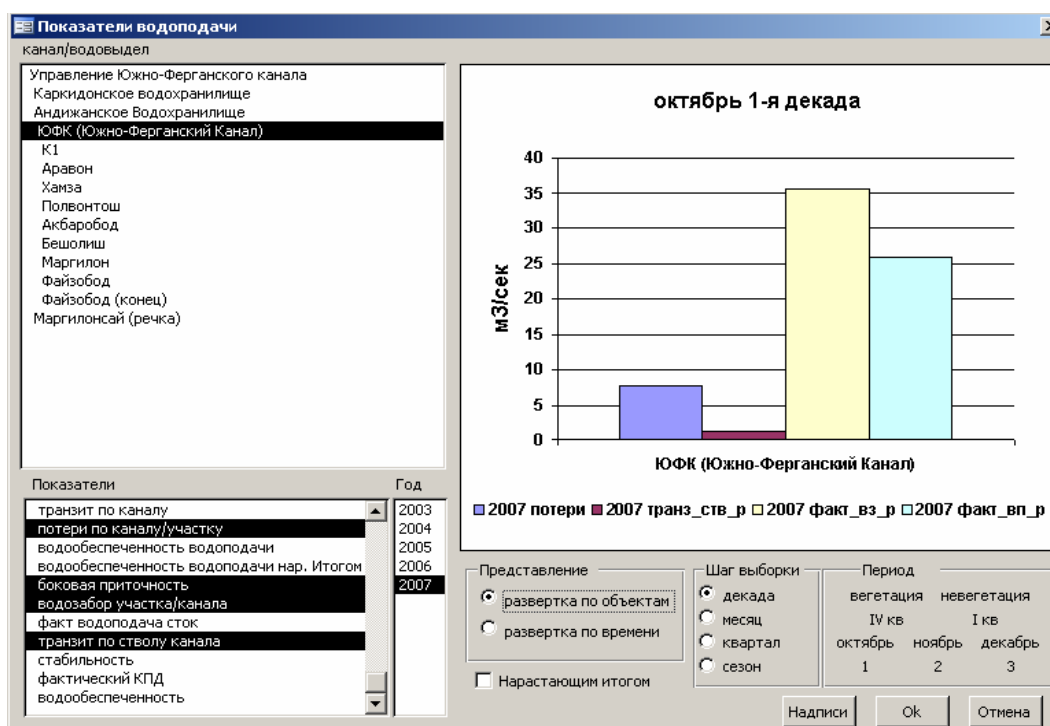 Показатели водоподачи
канал/водовыдел
Управление Южно-Ферганского канала
Каркидонское водохранилище
Андижанское Водохранилище
ЮФК (Южно-Ферганский Канал)
К1
Аравон
Хамза
Полвонтош
Акбаробод
Бешолиш
Маргилон
Файзобод
Файзобод (конец)
Маргилонсай (речка)
октябрь 1-я декада
м3/сек
40
35
30
25
20
15
10
5
0
ЮФК (Южно-Ферганский Канал)
2007 потери 2007 транз_ств_р 2007 факт_вз_р 2007 факт_вп_р
Показатели
транзит по каналу
потери по каналу/участку
водообеспеченность водоподачи
водообеспеченность водоподачи нар. Итогом
боковая приточность
водозабор участка/канала
факт водоподача сток
транзит по стволу канала
стабильность
фактический КПД
водообеспеченность
Год
2003
2004
2005
2006
2007
Представление
развертка по объектам
развертка по времени
Нарастающим итогом
Шаг выборки
декада
месяц
квартал
сезон
Период
вегетация невегетация
IV кв I кв
октябрь ноябрь декабрь
1 2 3
Надписи Ok Отмена